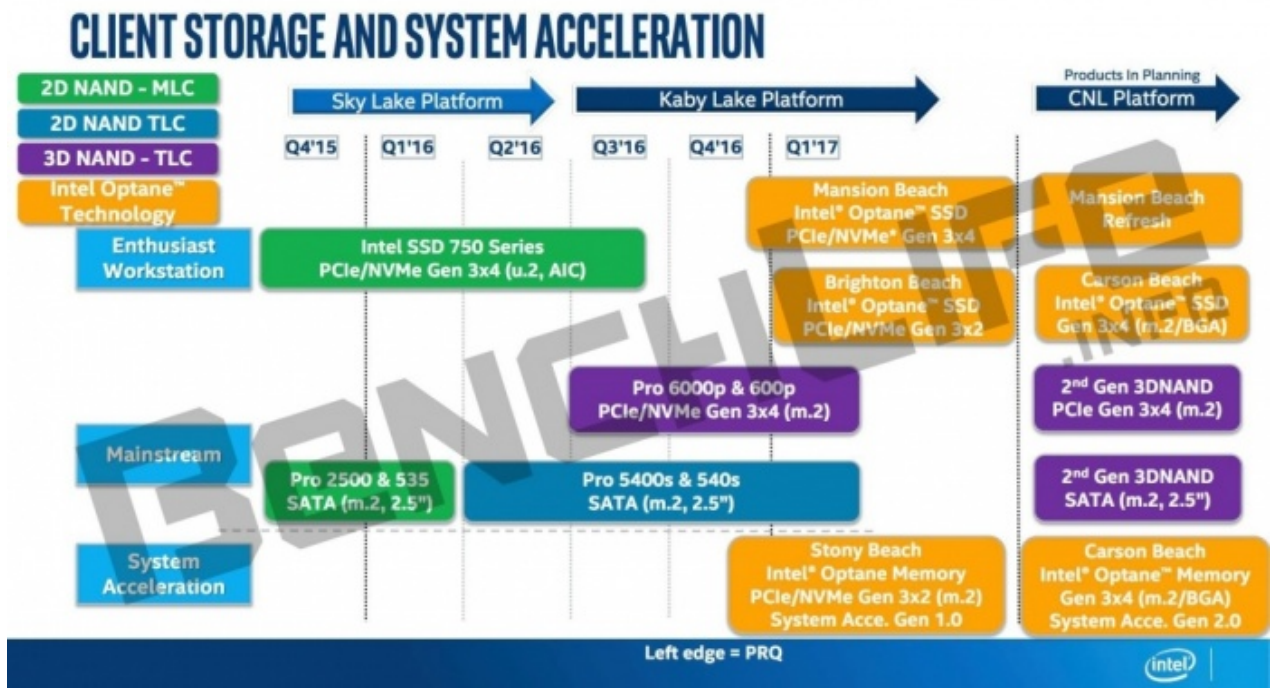 CLIENT STORAGE AND SYSTEM ACCELERATION
2D NAND - MLC
2D NAND TLC
3D NAND - TLC
Intel Optane™
Technology
Sky Lake Platform
Kaby Lake Platform
Products In Planning
CNL Platform
Q4'15
Q1'16
Q2'16
Q3'16
Q4'16
Q1'17
Enthusiast
Workstation
Intel SSD 750 Series
PCIe/NVMe Gen 3x4 (u.2, AIC)
Mansion Beach
Intel® Optane™ SSD
PCIe/NVMe* Gen 3x4
Mansion Beach
Refresh
Brighton Beach
Intel® Optane™ SSD
PCIe/NVMe Gen 3x2
Carson Beach
Intel® Optane™ SSD
Gen 3x4 (m.2/BGA)
Mainstream
Pro 6000p & 600p
PCIe/NVMe Gen 3x4 (m.2)
2nd Gen 3DNAND
PCIe Gen 3x4 (m.2)
Pro 2500 & 535
SATA (m.2, 2.5")
Pro 5400s & 540s
SATA (m.2, 2.5")
2nd Gen 3DNAND
SATA (m.2, 2.5")
System
Acceleration
Stony Beach
Intel® Optane Memory
PCIe/NVMe Gen 3x2 (m.2)
System Acce. Gen 1.0
Carson Beach
Intel® Optane™ Memory
Gen 3x4 (m.2/BGA)
System Acce. Gen 2.0
Left edge = PRQ
intel
BENCHLIFE
.INFO